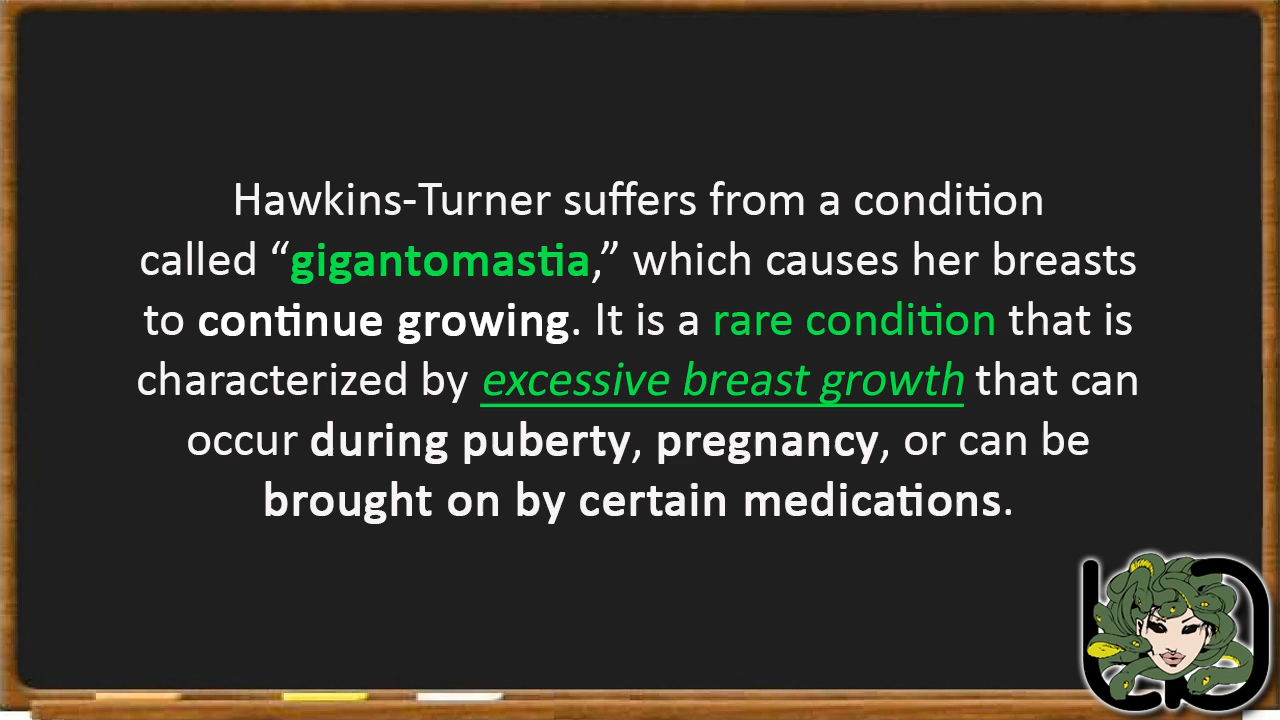 Hawkins-Turner suffers from a condition
called “gigantomastia,” which causes her breasts
to continue growing. It is a rare condition that is
characterized by excessive breast growth that can
occur during puberty, pregnancy, or can be
brought on by certain medications.